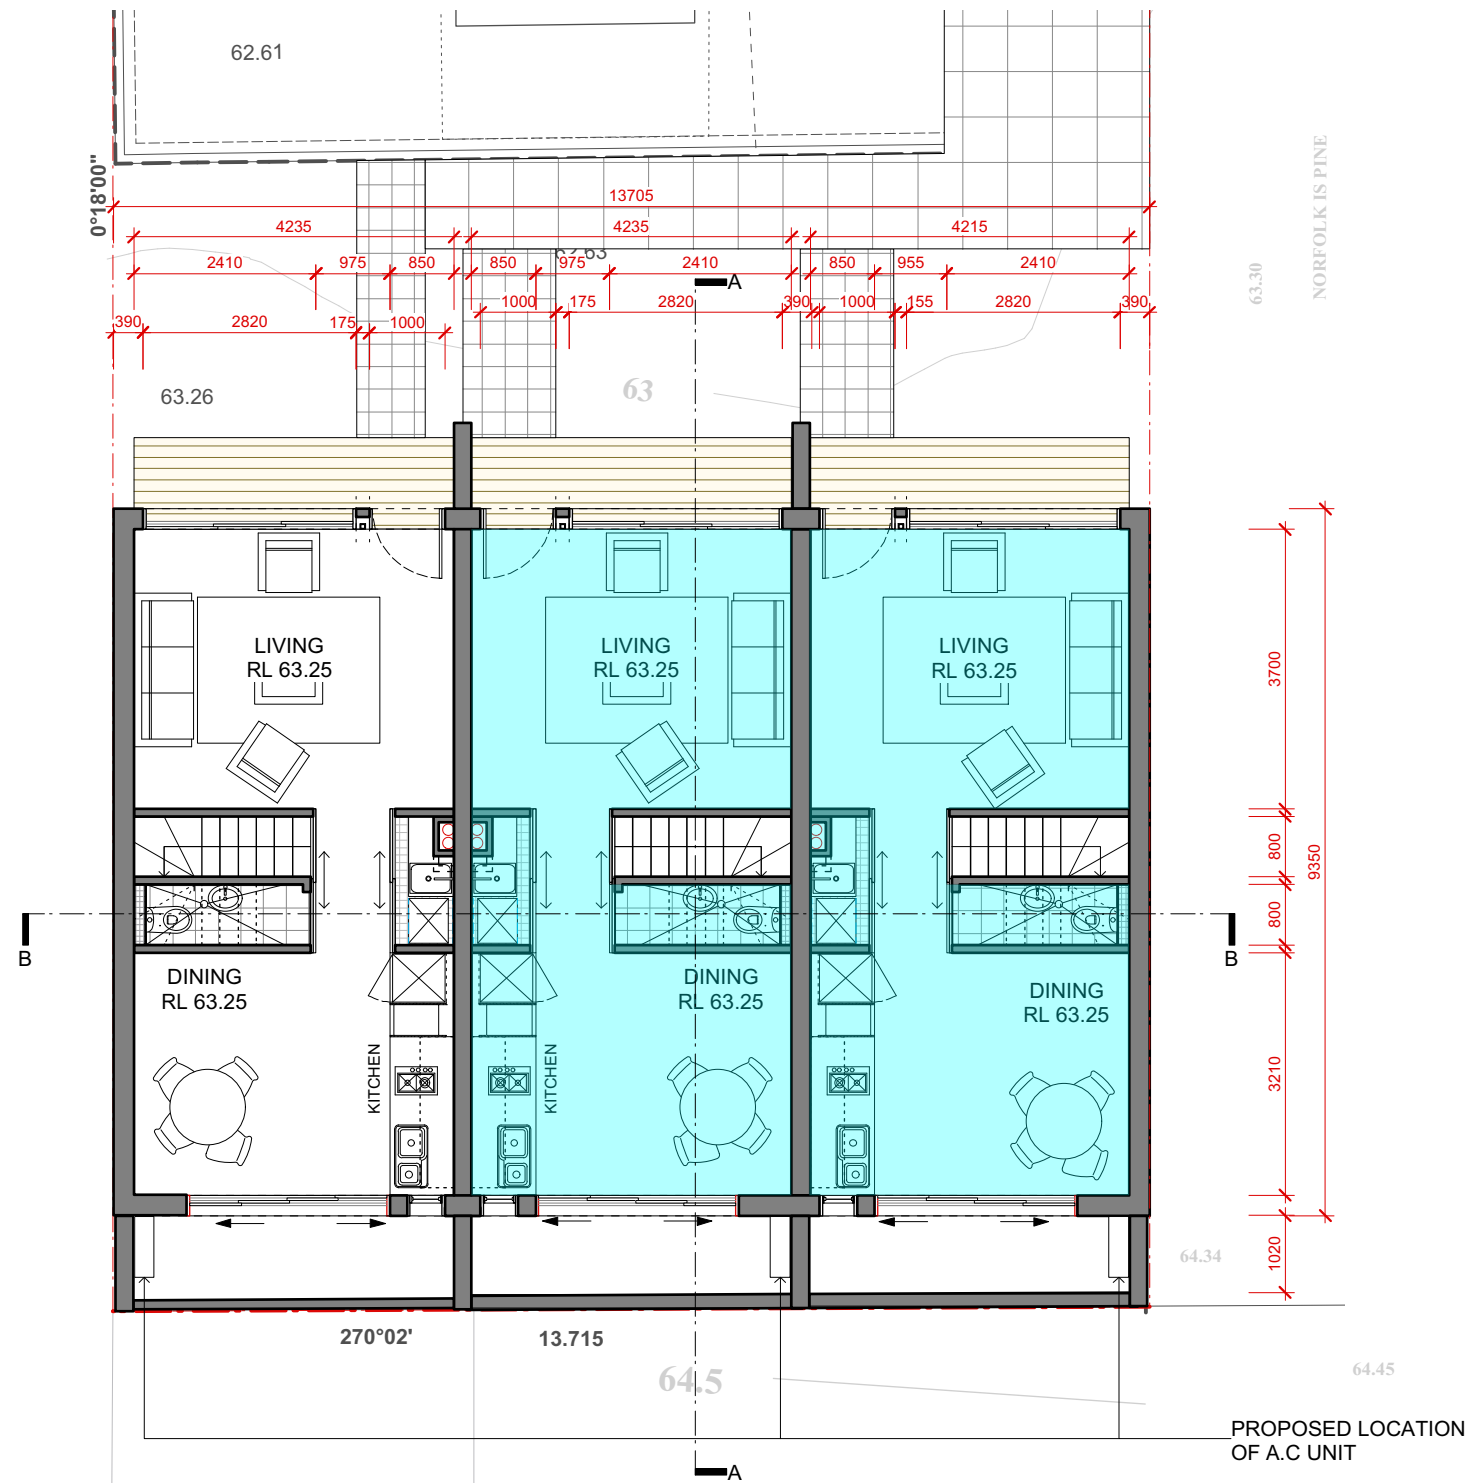 62.61
0°18'00"
NORFOLK IS PINE
13705
4235
4235
4215
62.63
2410
975
850
850
975
2410
850
955
2410
A
63.30
1000
175
2820
390
1000
155
2820
390
390
2820
175
1000
63.26
63
LIVING
RL 63.25
LIVING
RL 63.25
LIVING
RL 63.25
3700
800
9350
800
B
B
DINING
RL 63.25
DINING
RL 63.25
DINING
RL 63.25
KITCHEN
KITCHEN
3210
1020
64.34
270°02'
13.715
64.5
64.45
PROPOSED LOCATION
OF A.C UNIT
A